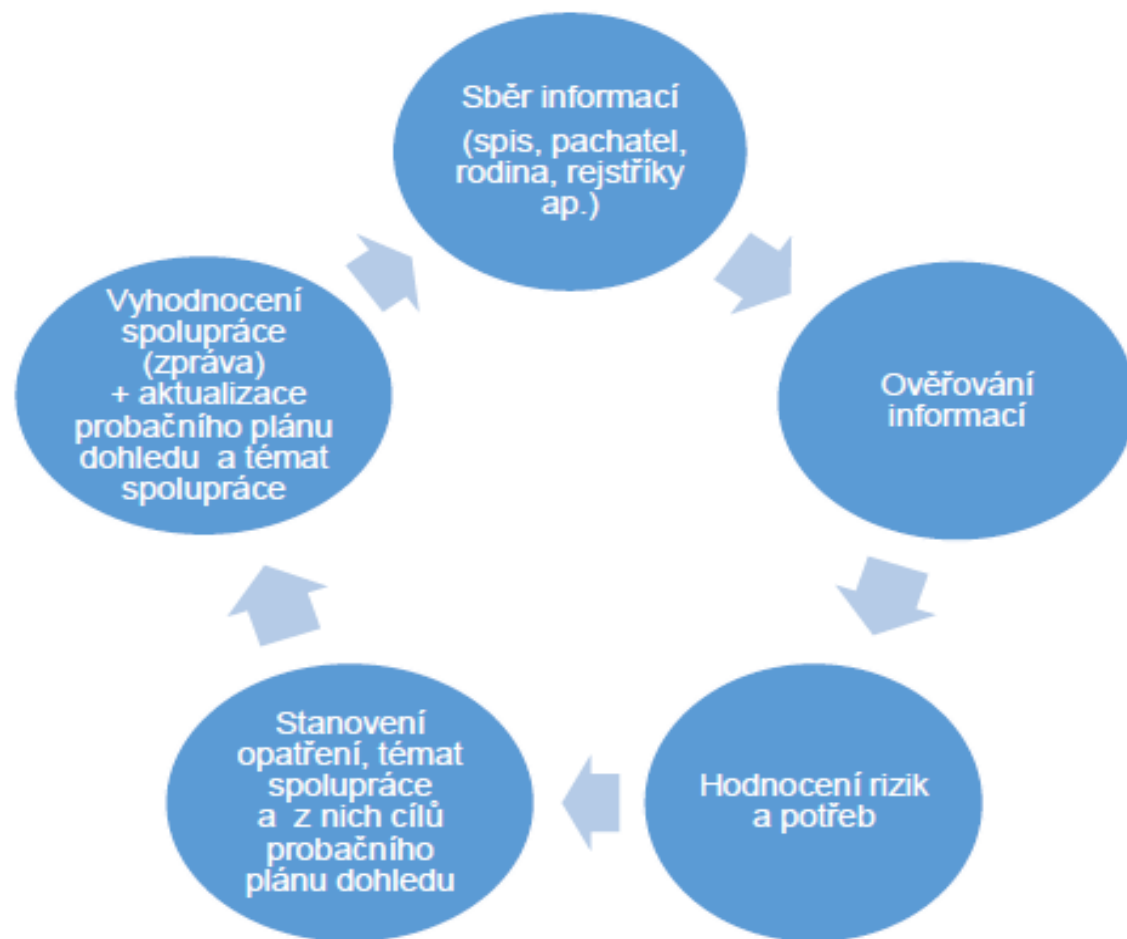 Sběr informací
(spis, pachatel,
rodina, rejstříky
ap.)
Ověřování
informací
Hodnocení rizik
a potřeb
Stanovení
opatření, témat
spolupráce
a z nich cílů
probačního
plánu dohledu
Vyhodnocení
spolupráce
(zpráva)
+ aktualizace
probačního plánu
dohledu a témat
spolupráce